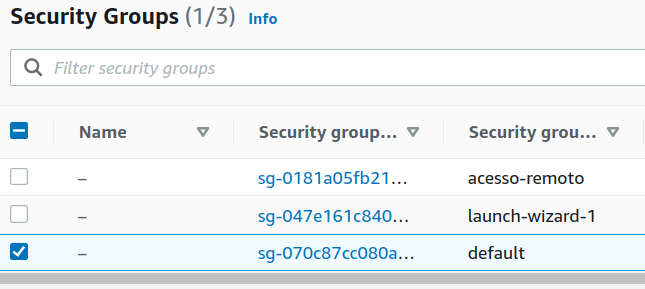 Security Groups (1/3) Info
Filter security groups
Name Security group... Security grou...
– sg-0181a05fb21... acesso-remoto
– sg-047e161c840... launch-wizard-1
– sg-070c87cc080a... default